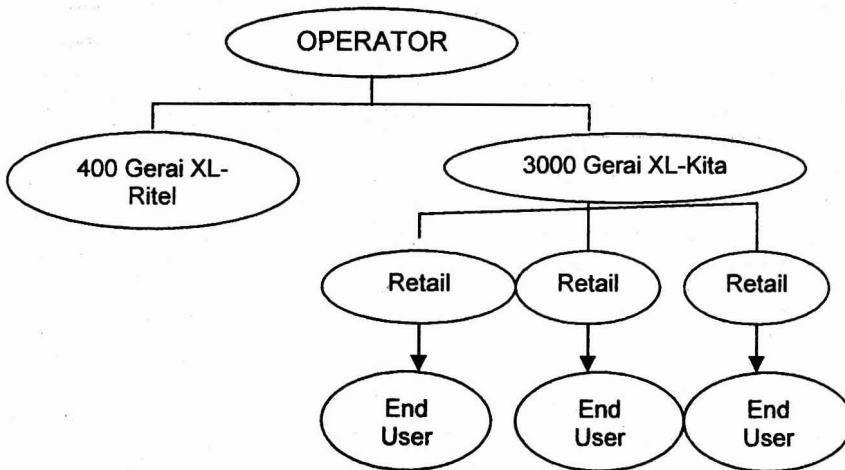 OPERATOR
400 Gerai XL-
Ritel
3000 Gerai XL-Kita
Retail
Retail
Retail
End
User
End
User
End
User